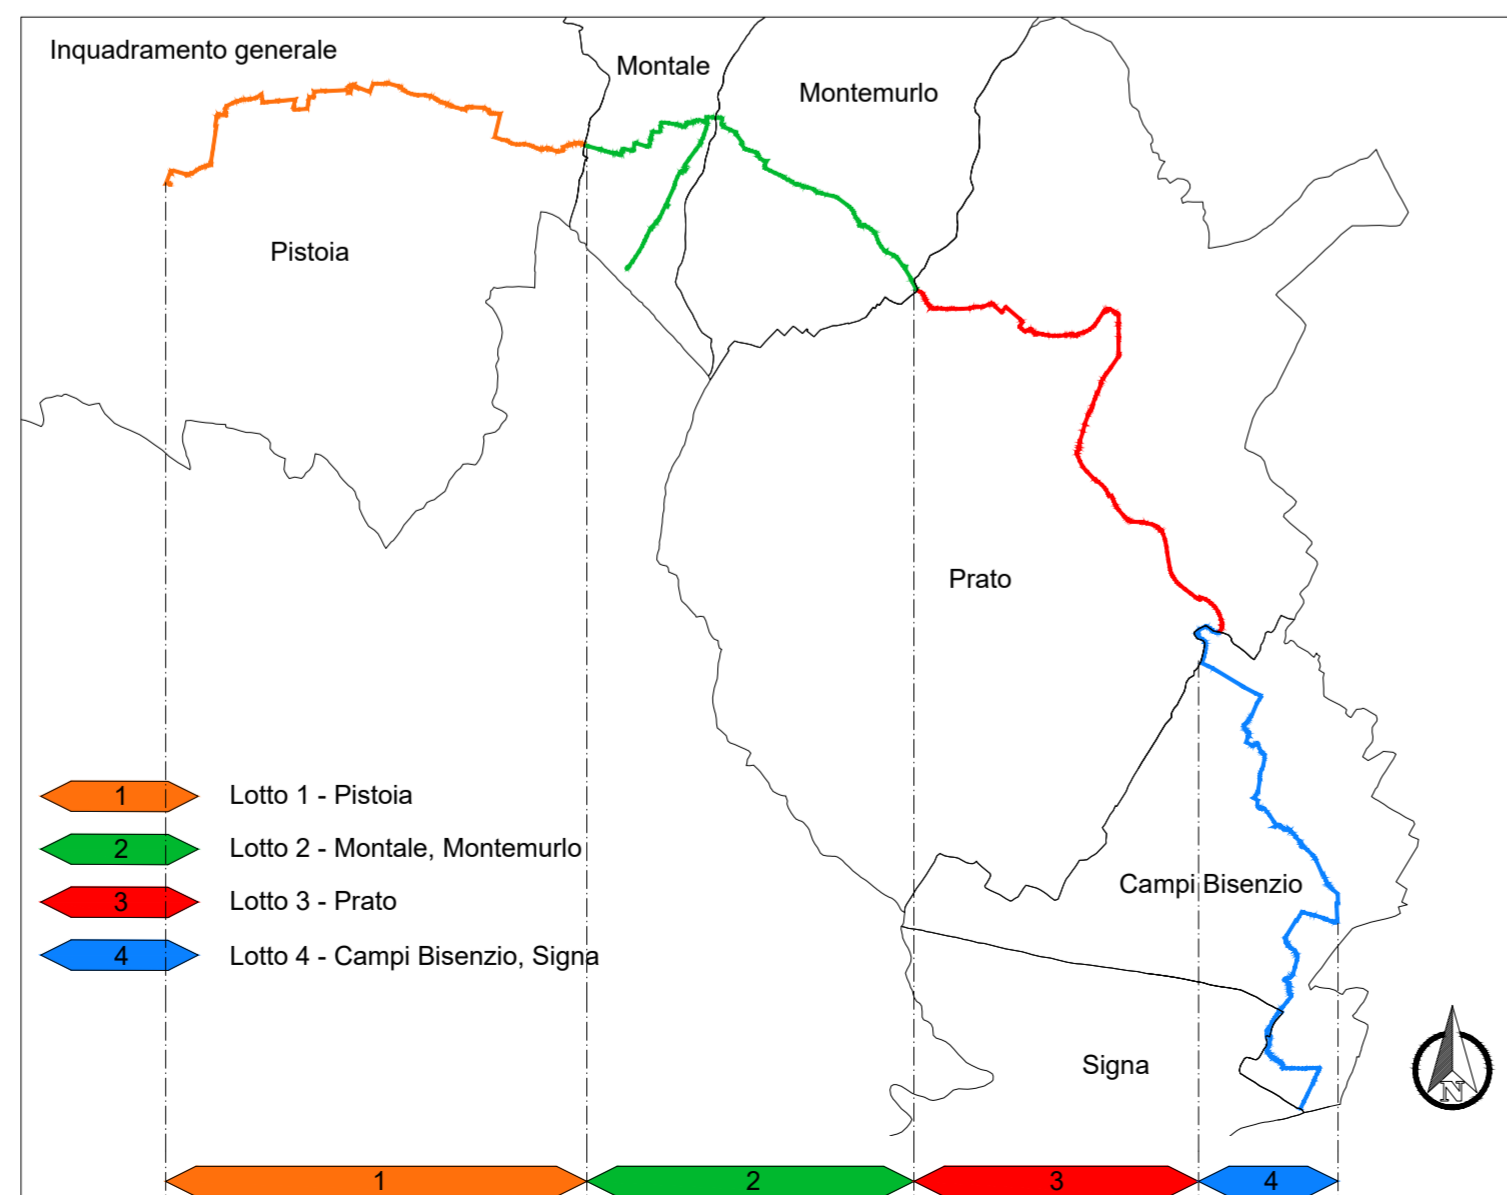 Inquadramento generale
Montale
Montemurlo
Pistoia
Prato
1 Lotto 1 - Pistoia
2 Lotto 2 - Montale, Montemurlo
3 Lotto 3 - Prato
4 Lotto 4 - Campi Bisenzio, Signa
Campi Bisenzio
Signa
N
1 2 3 4